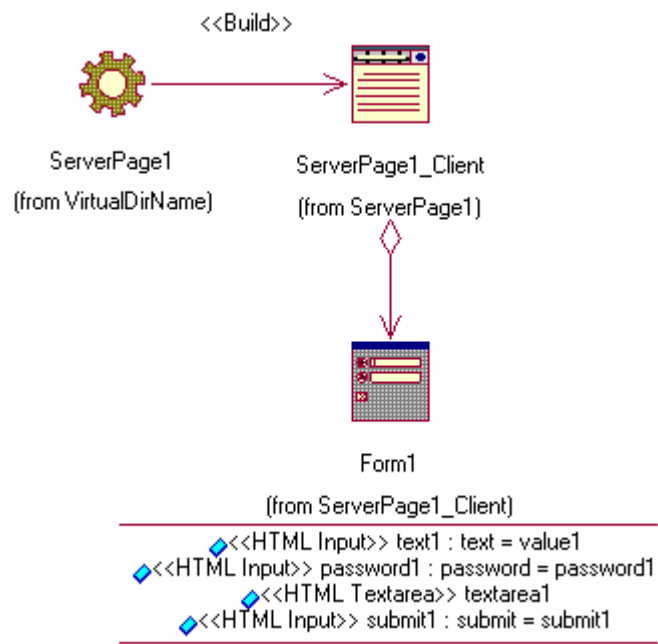 <<Build>>
ServerPage1
(from VirtualDirName)
ServerPage1_Client
(from ServerPage1)
Form1
(from ServerPage1_Client)
<<HTML Input>> text1 : text = value1
<<HTML Input>> password1 : password = password1
<<HTML Textarea>> textarea1
<<HTML Input>> submit1 : submit = submit1